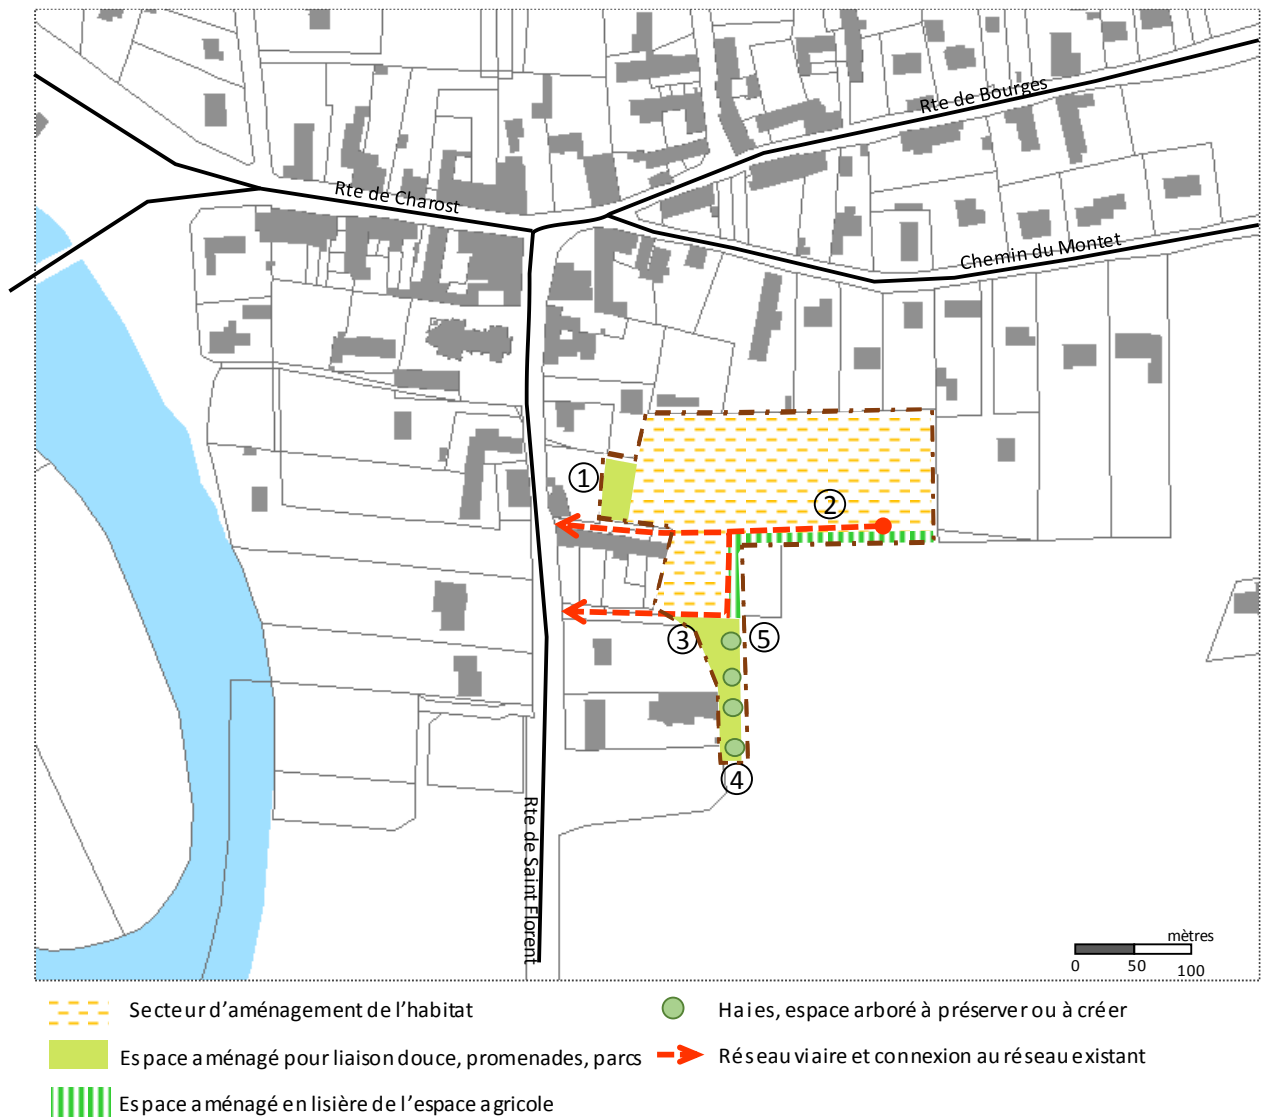 Rte de Bourges
Rte de Charost
Chemin du Montet
①
②
③
⑤
④
Rte de Saint Florent
mètres
0 50 100
Secteur d’aménagement de l’habitat
Haies, espace arboré à préserver ou à créer
Espace aménagé pour liaison douce, promenades, parcs
Réseau viaire et connexion au réseau existant
Espace aménagé en lisière de l’espace agricole